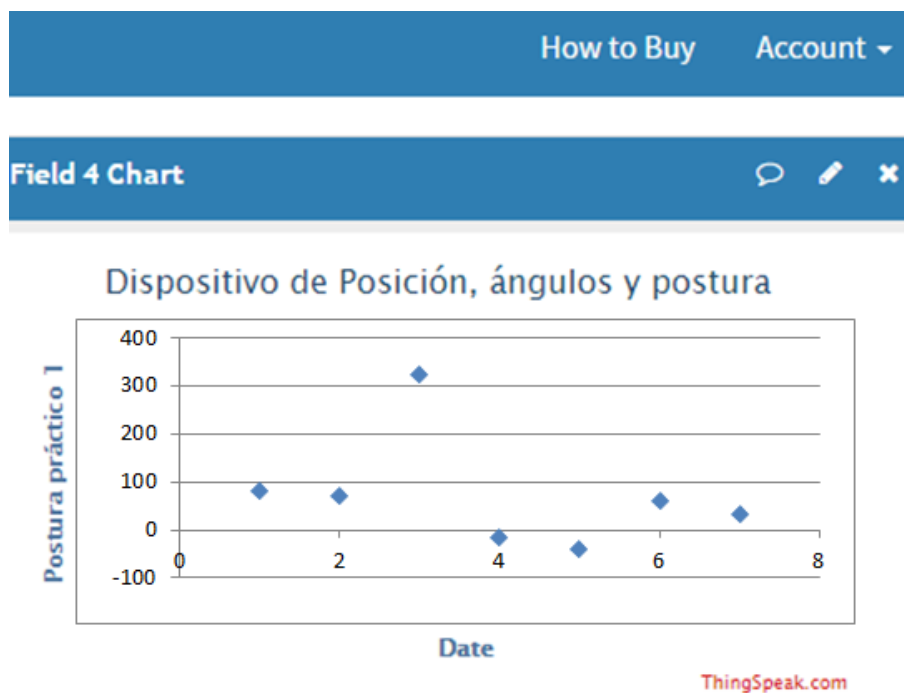 How to Buy Account
Field 4 Chart
Dispositivo de Posición, ángulos y postura
Postura práctico 1
400
300
200
100
0
-100
0 2 4 6 8
Date
ThingSpeak.com